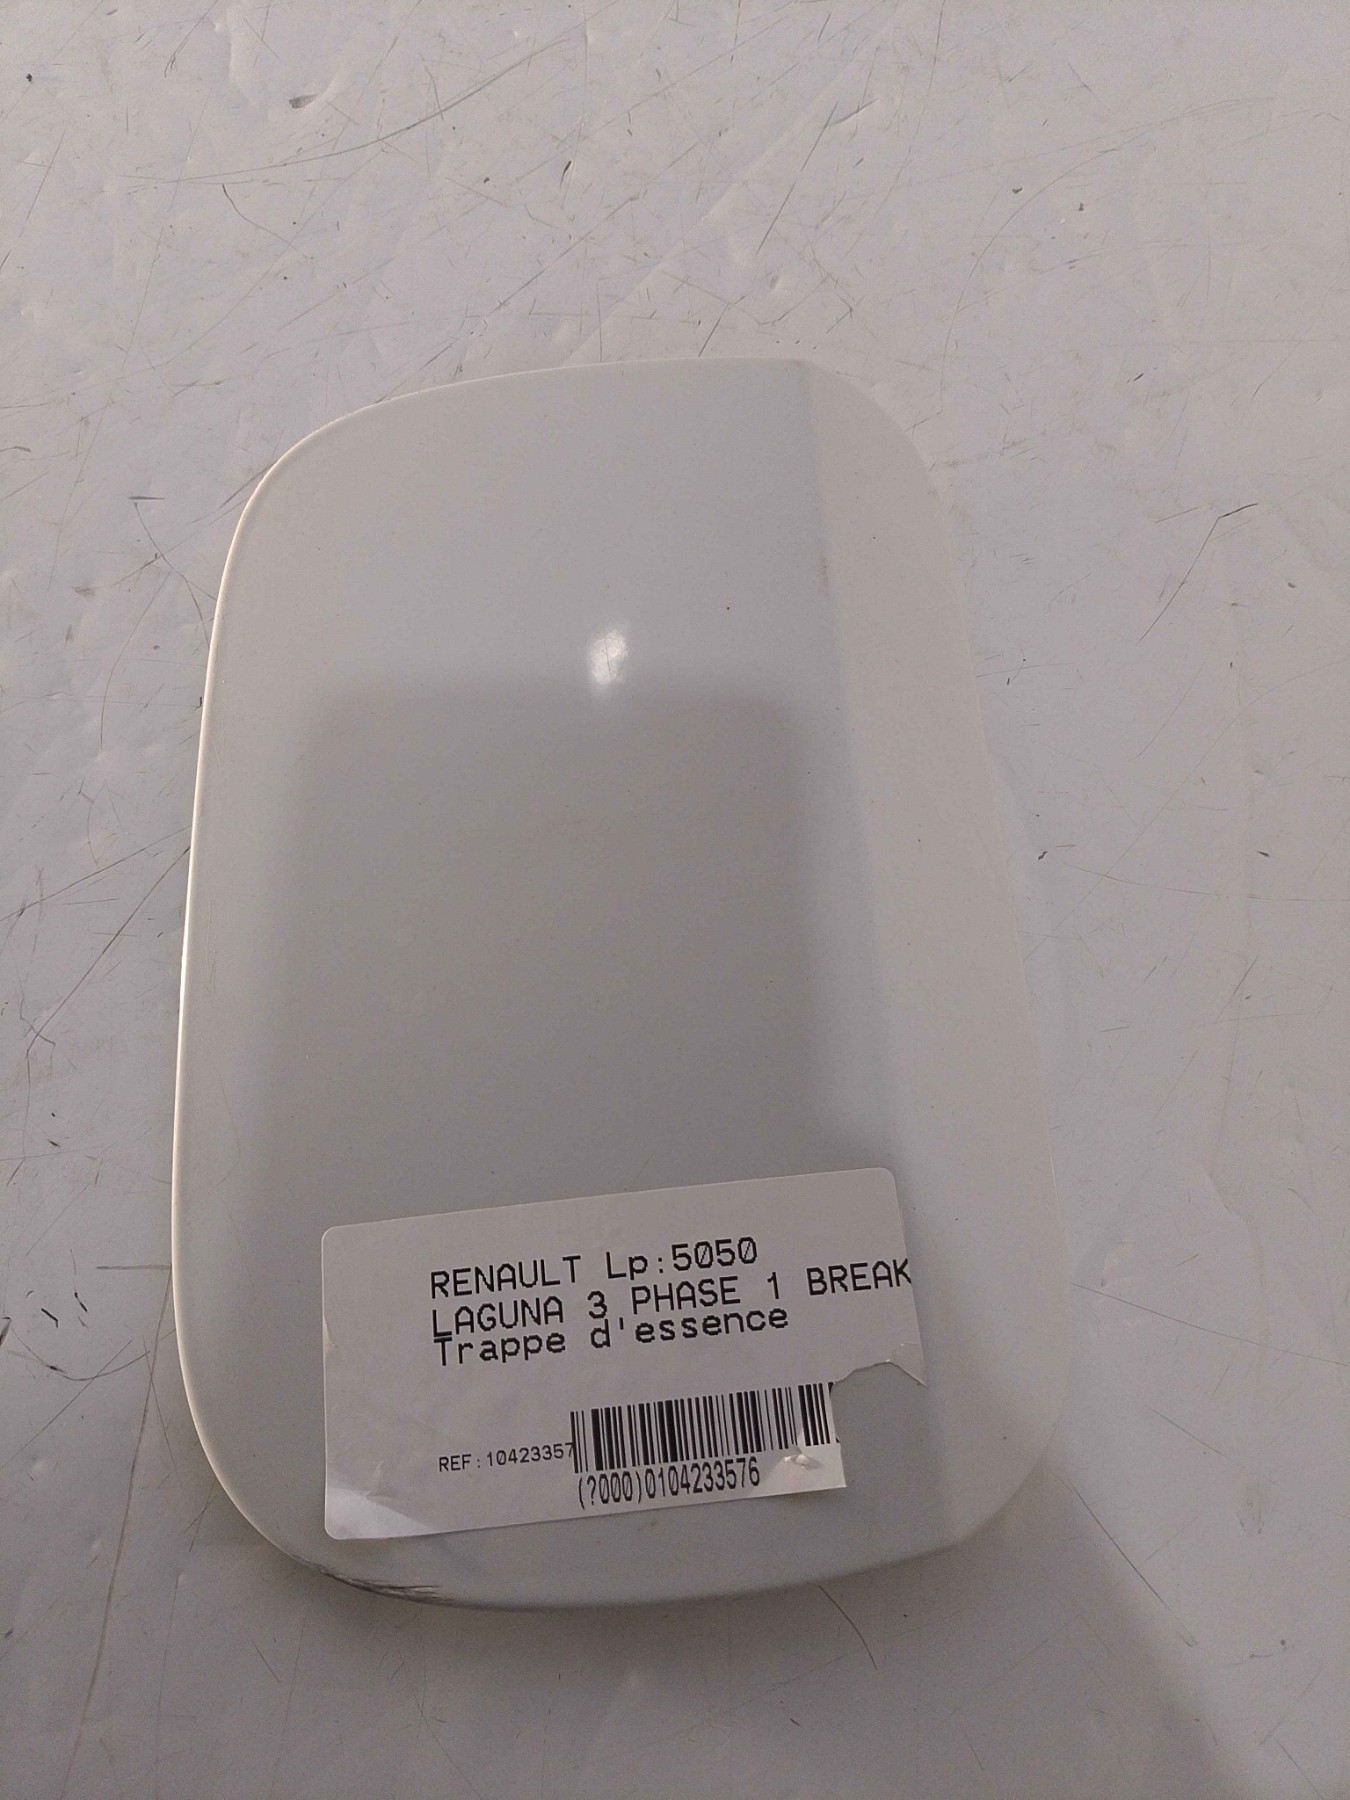 RENAULT Lp:5050
LAGUNA 3 PHASE 1 BREAK
Trappe d'essence
REF:10423357
(?000)0104233576